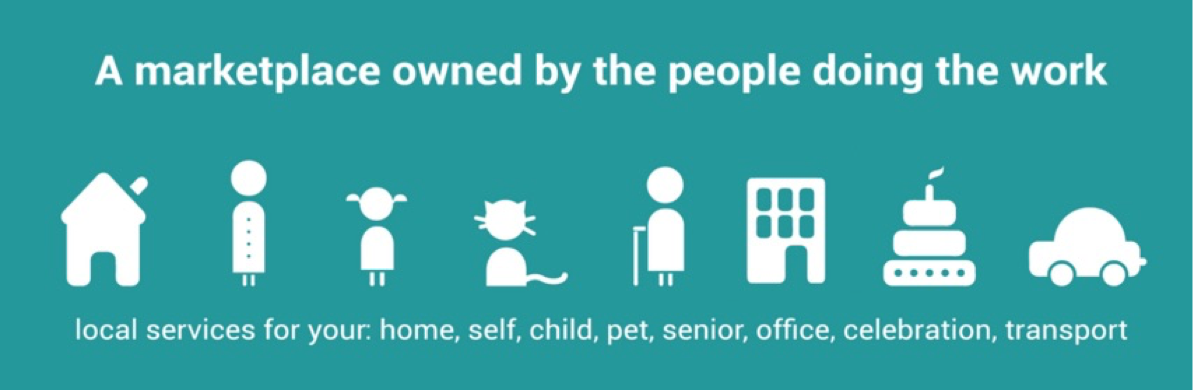 A marketplace owned by the people doing the work
local services for your: home, self, child, pet, senior, office, celebration, transport